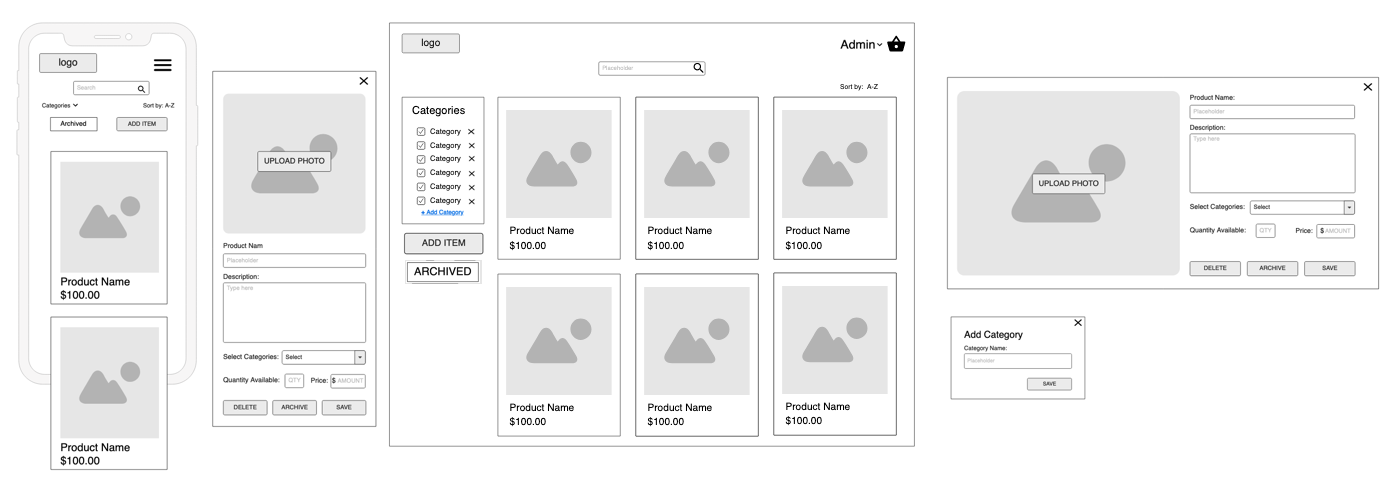 logo
Search
Categories
Sort by: A-Z
Archived
ADD ITEM
Product Name
$100.00
Product Name
$100.00
UPLOAD PHOTO
Product Nam
Placeholder
Description:
Type here
Select Categories:
Select
Quantity Available:
QTY
Price:
$ AMOUNT
DELETE
ARCHIVE
SAVE
logo
Admin
Placeholder
Sort by: A-Z
Categories
Category
Category
Category
Category
Category
Category
+ Add Category
ADD ITEM
ARCHIVED
Product Name
$100.00
Product Name
$100.00
Product Name
$100.00
Product Name
$100.00
Product Name
$100.00
Product Name
$100.00
UPLOAD PHOTO
Product Name:
Placeholder
Description:
Type here
Select Categories:
Select
Quantity Available:
QTY
Price:
$ AMOUNT
DELETE
ARCHIVE
SAVE
Add Category
Category Name:
Placeholder
SAVE